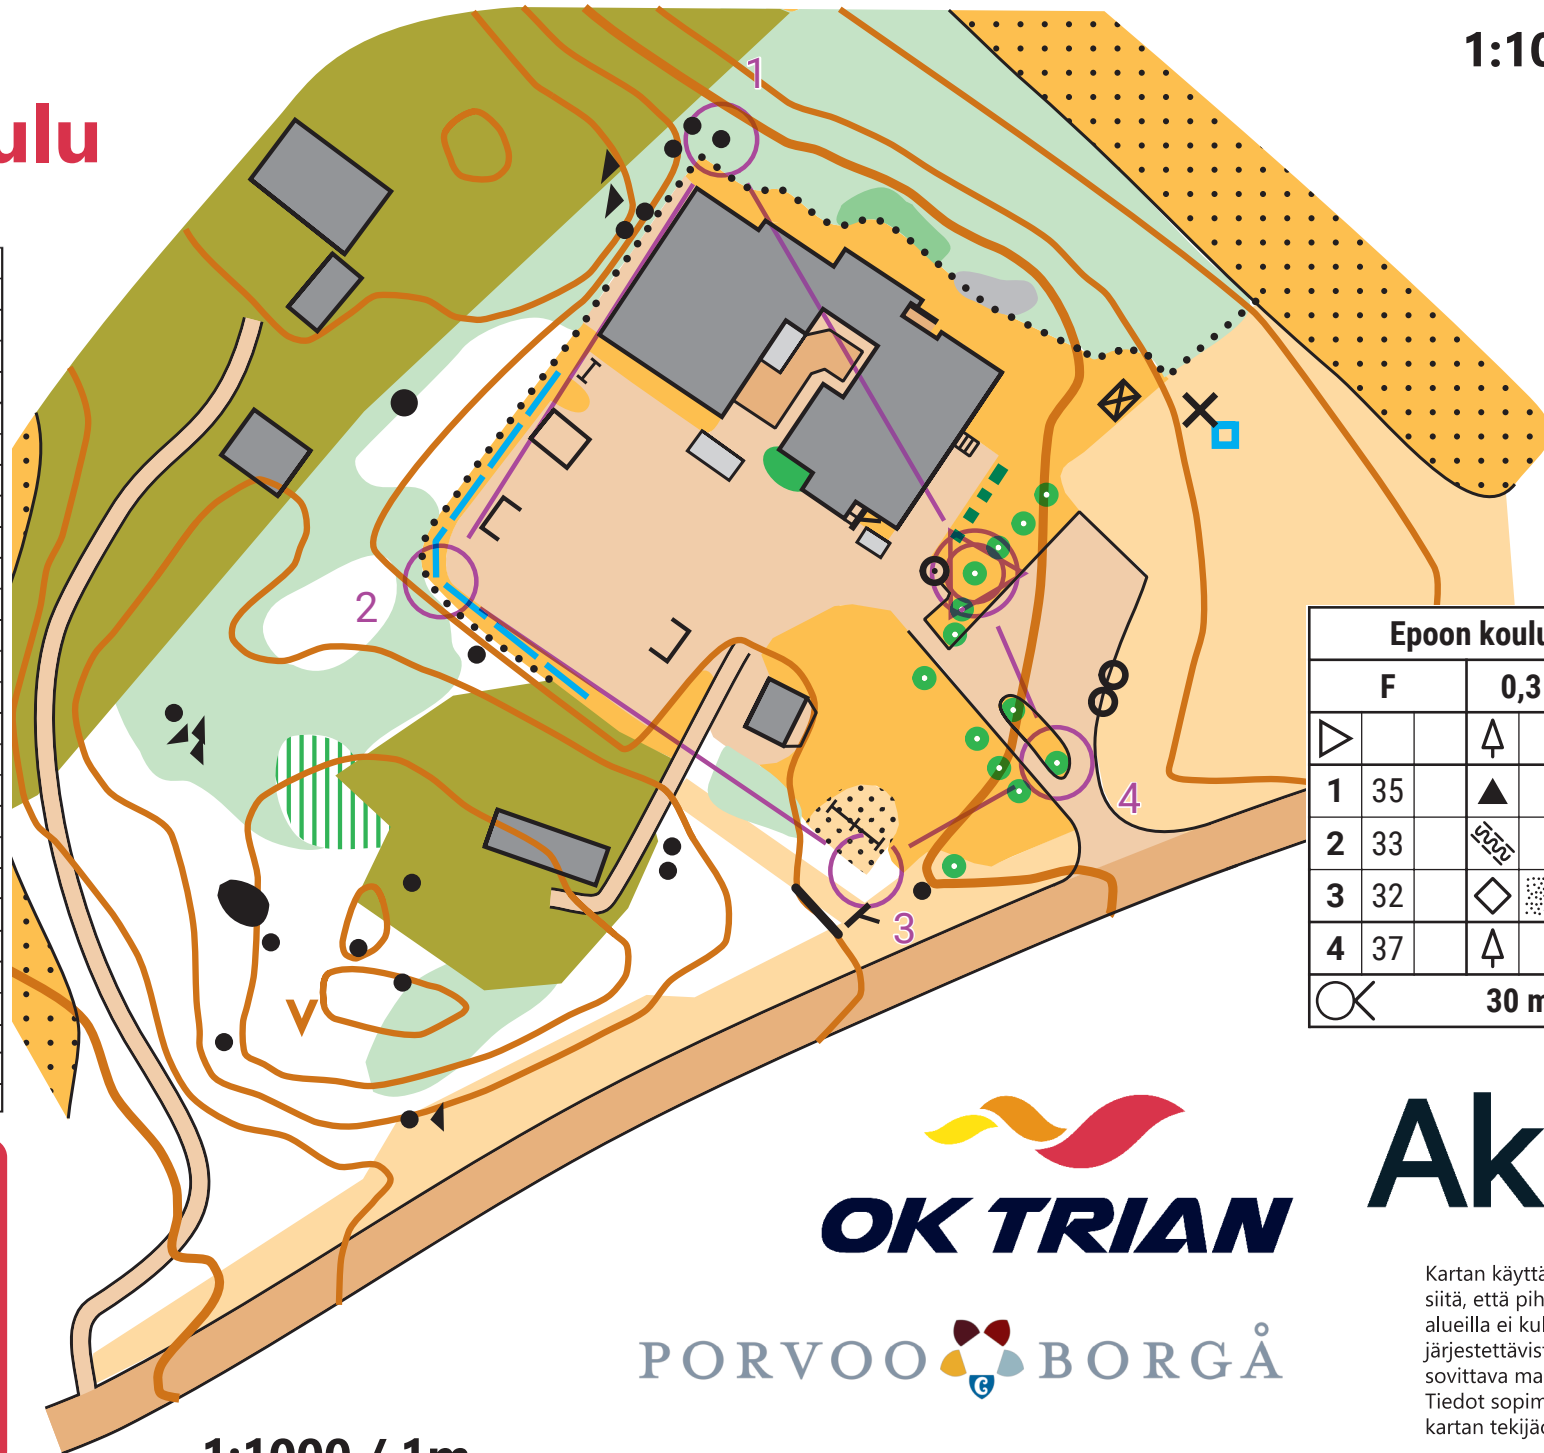 ulu
1:10
1
2
3
4
Epoon koulu
F 0,3
1 35
2 33
3 32
4 37
30 m
OK TRIAN
Ak
PORVOO BORGÅ
Kartan käyttä
siitä, että pih
alueilla ei kul
järjestettävist
sovittava ma
Tiedot sopim
kartan tekijäd
1:1000 / 1m